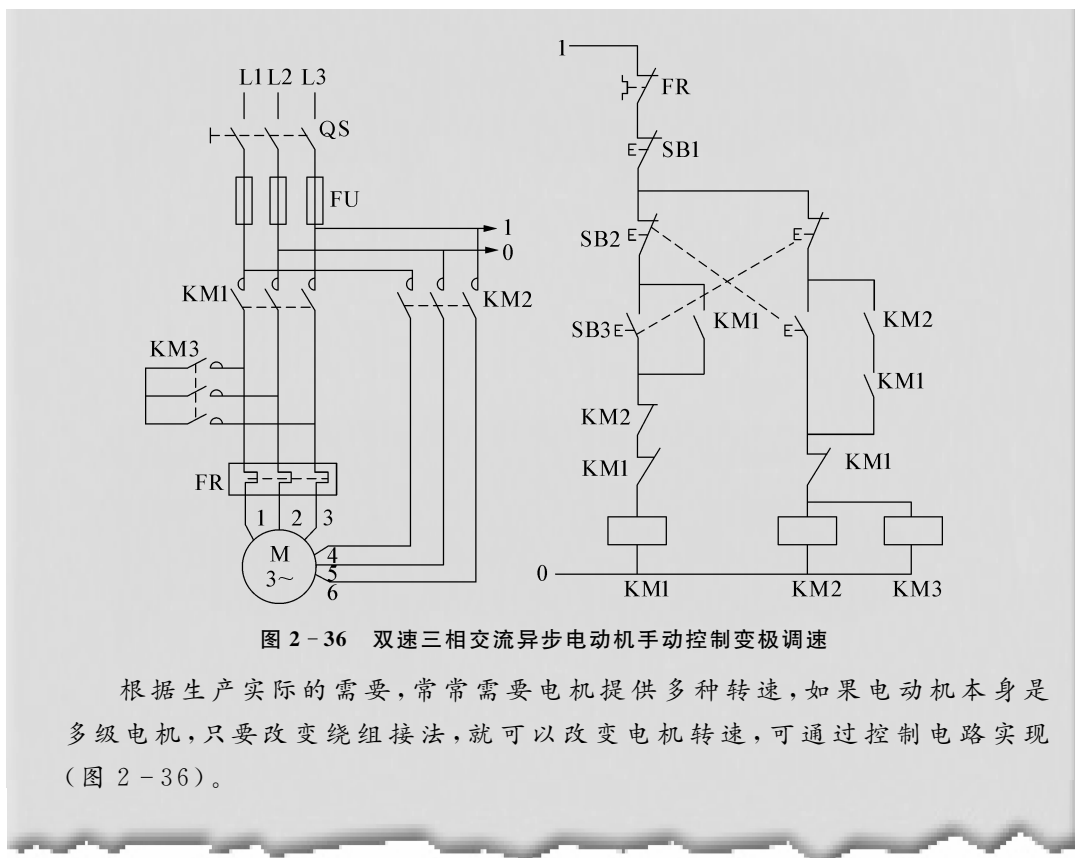 L1 L2 L3
QS
FU
1
0
KM1
KM2
KM3
FR
1 2 3
M
3~
4
5
6
1
FR
SB1
SB2
SB3
KM1
KM2
KM1
KM2
KM1
KM1
0
KM1
KM2
KM3
图 2-36 双速三相交流异步电动机手动控制变极调速
根据生产实际的需要,常常需要电机提供多种转速,如果电动机本身是
多级电机,只要改变绕组接法,就可以改变电机转速,可通过控制电路实现
(图 2-36)。